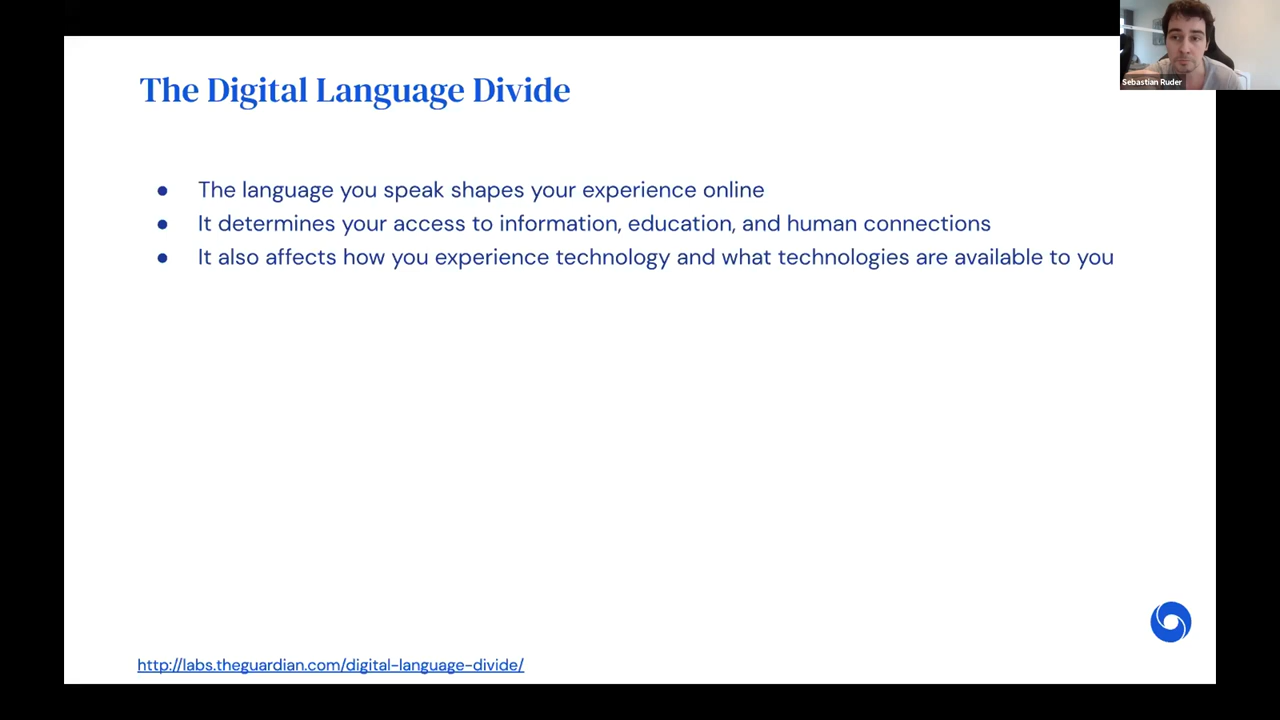 The Digital Language Divide
Sebastian Ruder
● The language you speak shapes your experience online
● It determines your access to information, education, and human connections
● It also affects how you experience technology and what technologies are available to you
http://labs.theguardian.com/digital-language-divide/